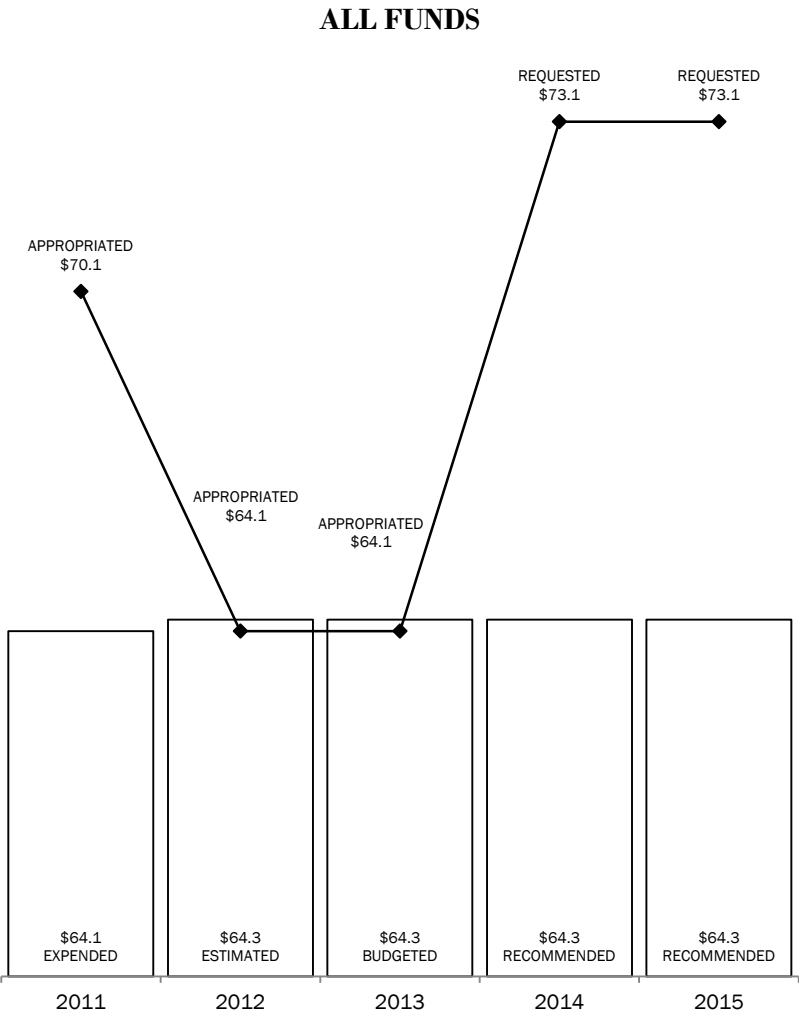 ALL FUNDS
REQUESTED
$73.1
REQUESTED
$73.1
APPROPRIATED
$70.1
APPROPRIATED
$64.1
APPROPRIATED
$64.1
$64.1
EXPENDED
$64.3
ESTIMATED
$64.3
BUDGETED
$64.3
RECOMMENDED
$64.3
RECOMMENDED
2011 2012 2013 2014 2015